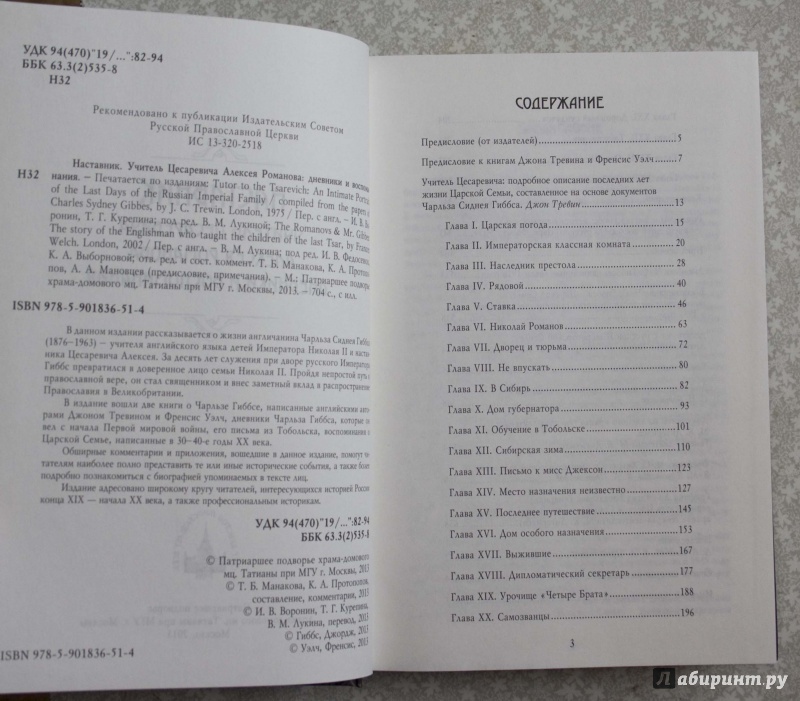 УДК 94(470)"19/...":82-94
ББК 63.3(2)535-8
Н32
Рекомендовано к публикации Издательским Советом
Русской Православной Церкви
ИС 13-320-2518
Н32 Наставник. Учитель Цесаревича Алексея Романова: дневники и воспоми-
нания. – Печатается по изданиям: Tutor to the Tsarevich: An Intimate Portrait
of the Last Days of the Russian Imperial Family / compiled from the papers of
Charles Sydney Gibbes, by J. C. Trewin. London, 1975 / Пер. с англ. – И. В. Во-
ронин, Т. Г. Курепина; под ред. В. М. Лукиной; The Romanovs & Mr. Gibbes:
The story of the Englishman who taught the children of the last Tsar, by Frances
Welch. London, 2002 / Пер. с англ. – В. М. Лукина; под ред. И. В. Федосеевой,
К. А. Выборновой; отв. ред. и сост. коммент. Т. Б. Манакова, К. А. Протопо-
пов, А. А. Мановцев (предисловие, примечания). – М.: Патриаршее подворье
храма-домового мц. Татианы при МГУ г. Москвы, 2013. – 704 с., с ил.
ISBN 978-5-901836-51-4
В данном издании рассказывается о жизни англичанина Чарльза Сиднея Гиббса
(1876–1963) – учителя английского языка детей Императора Николая II и настав-
ника Цесаревича Алексея. За десять лет служения при дворе русского Императора
Гиббс превратился в доверенное лицо семьи Николая II. Пройдя непростой путь к
православной вере, он стал священником и внес заметный вклад в распространение
Православия в Великобритании.
В издание вошли две книги о Чарльзе Гиббсе, написанные английскими авто-
рами Джоном Тревином и Френсис Уэлч, дневники Чарльза Гиббса, которые он
вел с начала Первой мировой войны, его письма из Тобольска, воспоминания о
Царской Семье, написанные в 30–40-е годы XX века.
Обширные комментарии и приложения, вошедшие в данное издание, помогут чи-
тателям наиболее полно представить те или иные исторические события, а также более
подробно познакомиться с биографией упоминаемых в тексте лиц.
Издание адресовано широкому кругу читателей, интересующихся историей России
конца XIX — начала XX века, а также профессиональным историкам.
УДК 94(470)"19/...":82-94
ББК 63.3(2)535-8
© Патриаршее подворье храма-домового
мц. Татианы при МГУ г. Москвы, 2013
© Т. Б. Манакова, К. А. Протопопов,
составление, комментарии, 2013
© И. В. Воронин, Т. Г. Курепина,
В. М. Лукина, перевод, 2013
© Гиббс, Джордж, 2013
© Уэлч, Френсис, 2013
ISBN 978-5-901836-51-4
СОДЕРЖАНИЕ
Предисловие (от издателей) 5
Предисловие к книгам Джона Тревина и Френсис Уэлч 7
Учитель Цесаревича: подробное описание последних лет
жизни Царской Семьи, составленное на основе документов
Чарльза Сиднея Гиббса. Джон Тревин 13
Глава I. Царская погода 15
Глава II. Императорская классная комната 20
Глава III. Наследник престола 28
Глава IV. Рядовой 40
Глава V. Ставка 46
Глава VI. Николай Романов 63
Глава VII. Дворец и тюрьма 72
Глава VIII. Не впускать 80
Глава IX. В Сибирь 82
Глава X. Дом губернатора 93
Глава XI. Обучение в Тобольске 101
Глава XII. Сибирская зима 110
Глава XIII. Письмо к мисс Джексон 123
Глава XIV. Место назначения неизвестно 127
Глава XV. Последнее путешествие 145
Глава XVI. Дом особого назначения 153
Глава XVII. Выжившие 167
Глава XVIII. Дипломатический секретарь 177
Глава XIX. Урочище «Четыре Брата» 188
Глава XX. Самозванцы 196
3
Лабиринт.ру